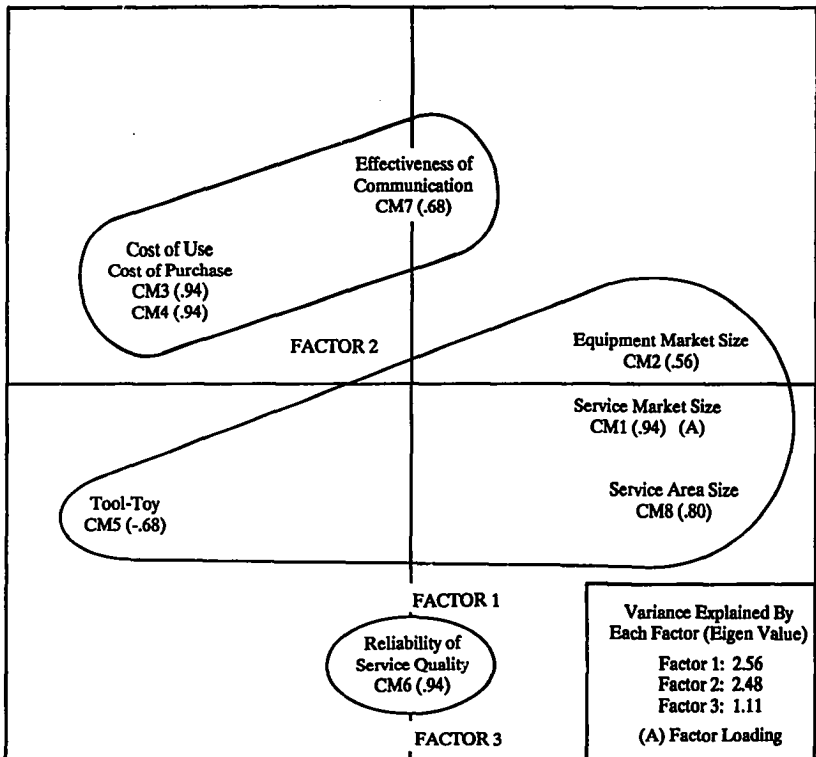 Effectiveness of
Communication
CM7 (.68)
Cost of Use
Cost of Purchase
CM3 (.94)
CM4 (.94)
FACTOR 2
Equipment Market Size
CM2 (.56)
Service Market Size
CM1 (.94) (A)
Tool-Toy
CM5 (-.68)
Service Area Size
CM8 (.80)
FACTOR 1
Reliability of
Service Quality
CM6 (.94)
FACTOR 3
Variance Explained By
Each Factor (Eigen Value)
Factor 1: 2.56
Factor 2: 2.48
Factor 3: 1.11
(A) Factor Loading